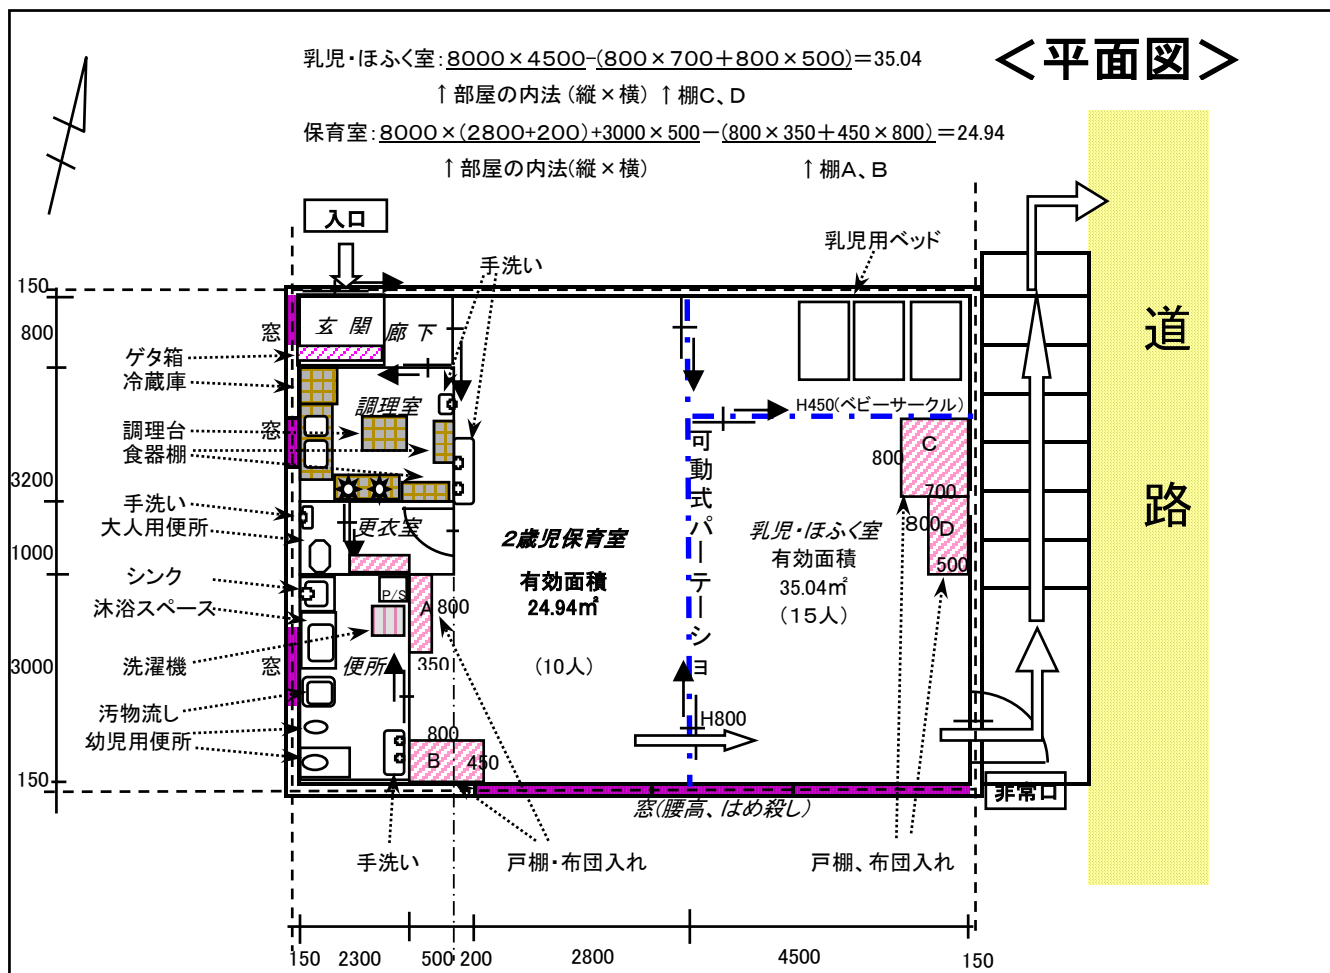 ＜平面図＞
乳児・ほふく室：8000×4500-(800×700＋800×500)＝35.04
↑部屋の内法（縦×横） ↑棚C、D
保育室：8000×(2800+200)+3000×500－(800×350＋450×800)＝24.94
↑部屋の内法(縦×横) ↑棚A、B
入口
乳児用ベッド
手洗い
150
800
窓
玄 関
廊 下
道
路
ゲタ箱
冷蔵庫
調理室
H450(ベビーサークル)
調理台
窓
食器棚
C
800
700
3200
手洗い
大人用便所
更衣室
可動式パーテーショ
2歳児保育室
有効面積
24.94㎡
(10人)
乳児・ほふく室
有効面積
35.04㎡
(15人)
800
D
500
1000
シンク
沐浴スペース
P/S
A
800
350
3000
洗濯機
窓
便所
汚物流し
幼児用便所
H800
800
B
450
150
窓(腰高、はめ殺し)
非常口
手洗い
戸棚・布団入れ
戸棚、布団入れ
150 2300 500 200 2800 4500 150